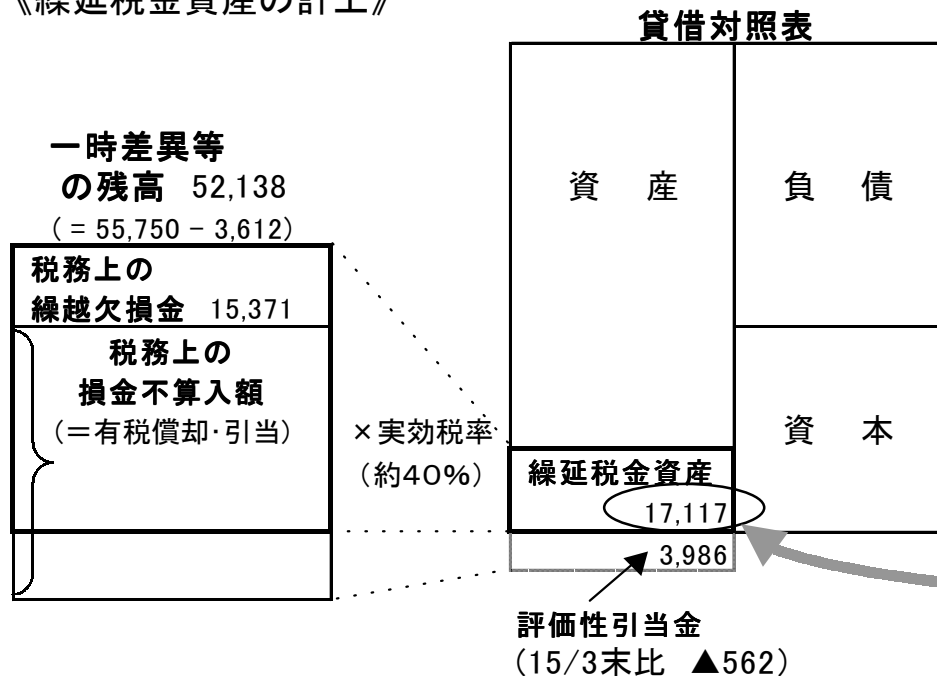 《繰延税金資産の計上》
貸借対照表
一時差異等
の残高 52,138
(= 55,750 − 3,612)
税務上の
繰越欠損金 15,371
税務上の
損金不算入額
(=有税償却・引当)
×実効税率
(約40%)
資 産
負 債
資 本
繰延税金資産
17,117
3,986
評価性引当金
(15/3末比 ▲562)